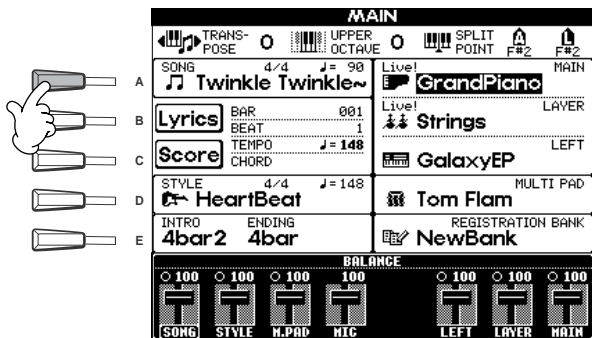 MAIN
TRANS-POSE 0 UPPER OCTAVE 0 SPLIT POINT A F#2 L F#2
SONG 4/4 ♩= 90
Twinkle Twinkle~
Live! MAIN
GrandPiano
A
Lyrics BAR 001
BEAT 1
Live! LAYER
Strings
B
Score TEMPO ♩=148
CHORD
LEFT
GalaxyEP
C
STYLE 4/4 ♩=148
HeartBeat
MULTI PAD
Tom Flam
D
INTRO ENDING
4bar2 4bar
REGISTRATION BANK
NewBank
E
BALANCE
100 100 100 100 100 100 100
SONG STYLE M.PAD MIC LEFT LAYER MAIN